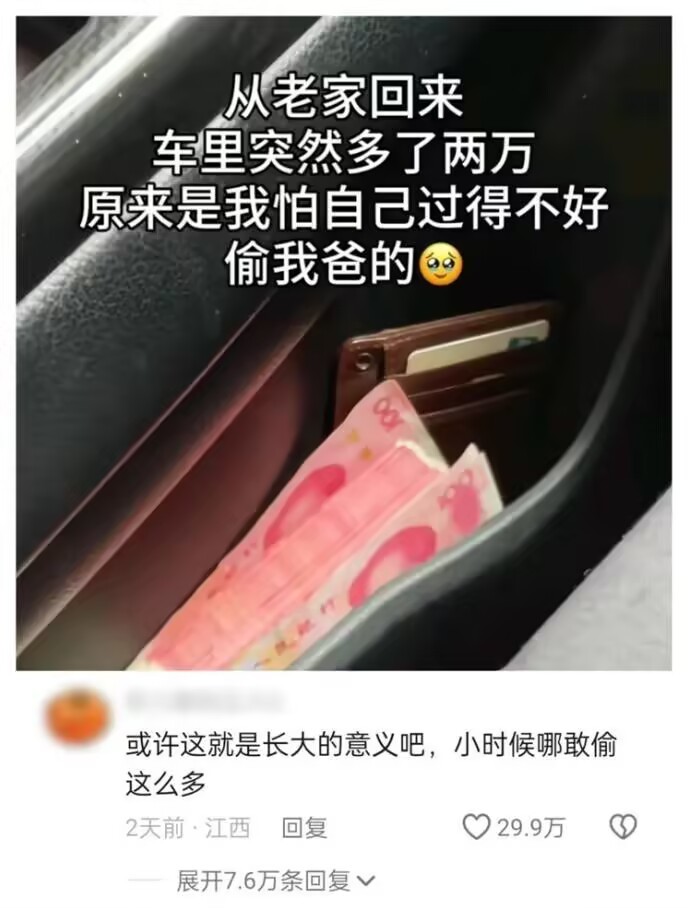 从老家回来
车里突然多了两万
原来是我怕自己过得不好
偷我爸的🥹
100
或许这就是长大的意义吧，小时候哪敢偷
这么多
2天前 · 江西 回复 29.9万
展开7.6万条回复